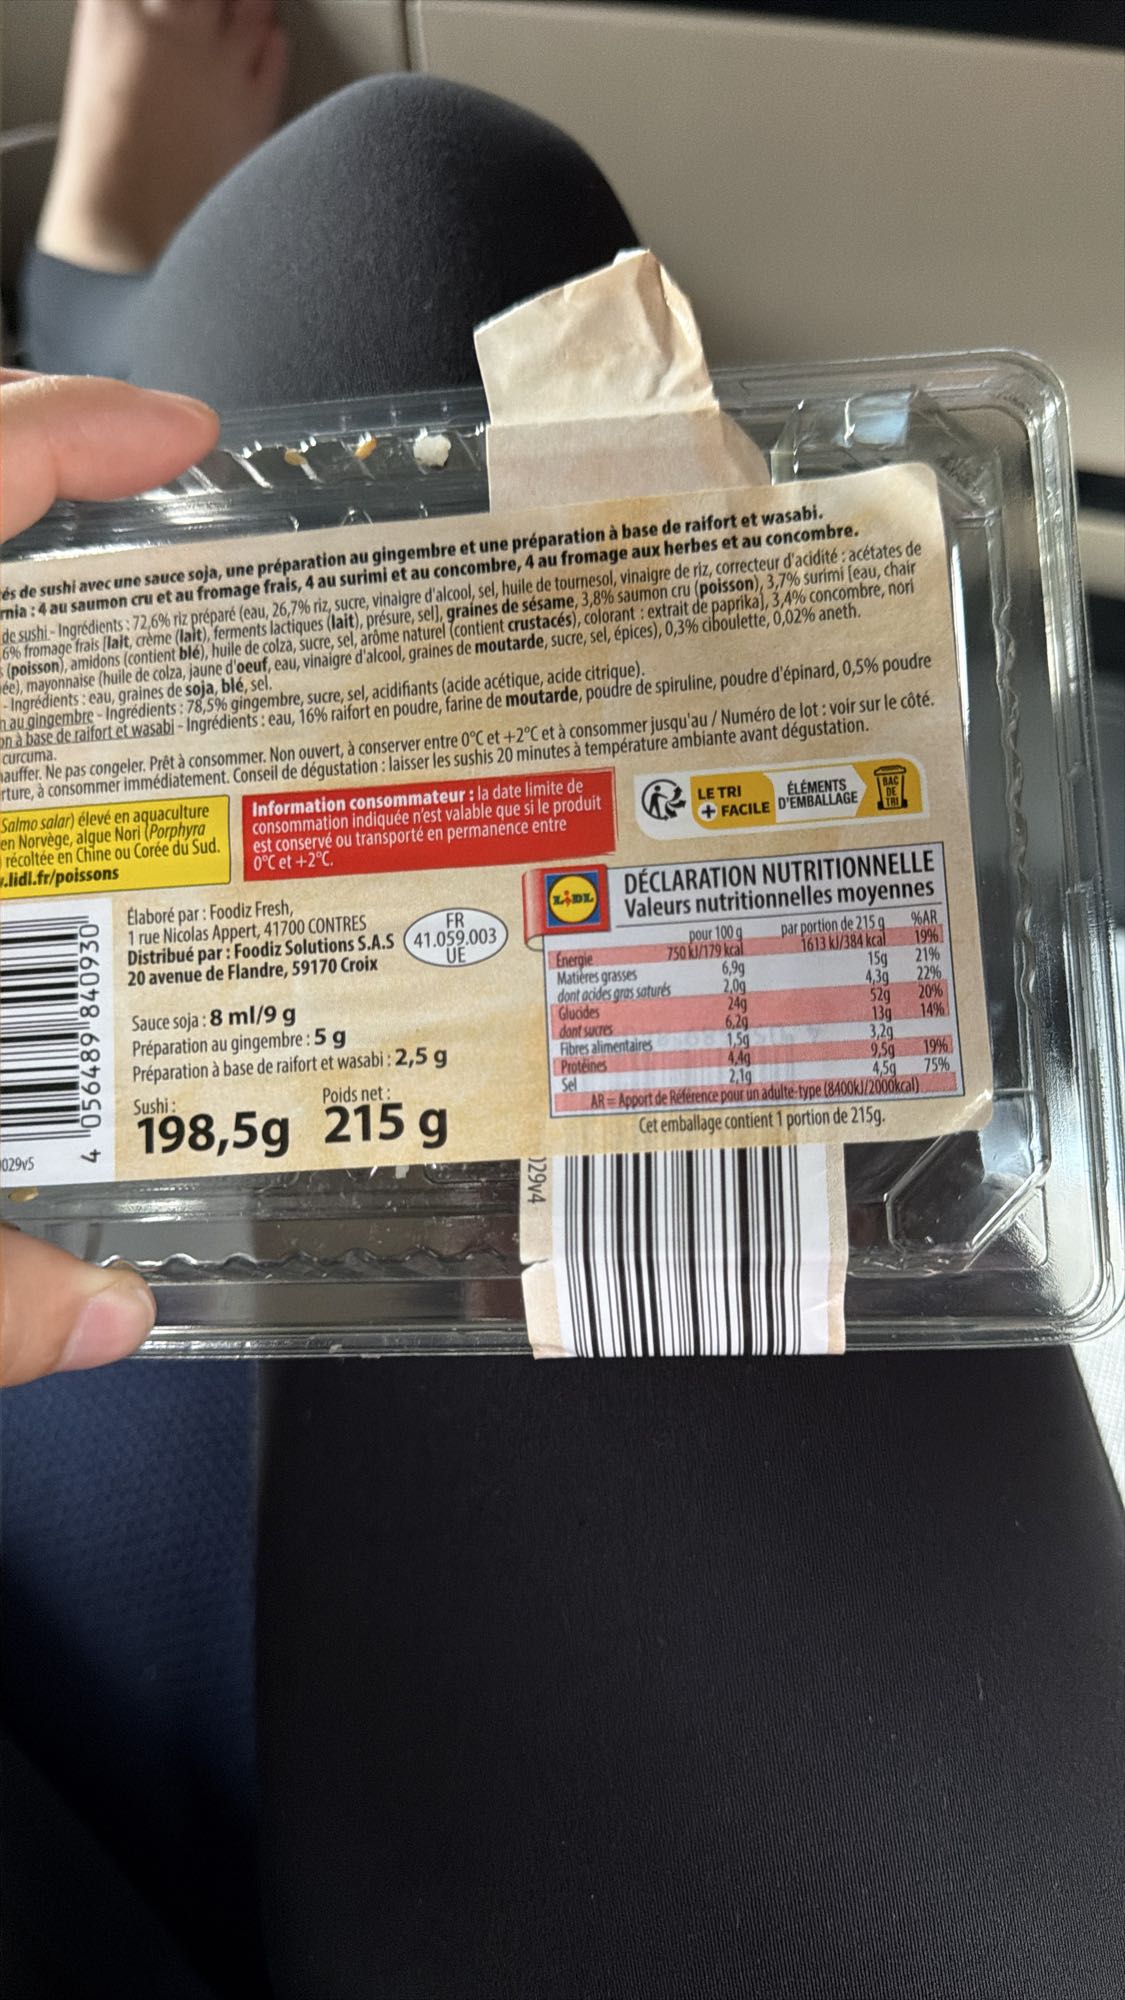 és de sushi avec une sauce soja, une préparation au gingembre et une préparation à base de raifort et wasabi.
rnia : 4 au saumon cru et au fromage frais, 4 au surimi et au concombre, 4 au fromage aux herbes et au concombre.
de sushi - Ingrédients : 72,6% riz préparé (eau, 26,7% riz, sucre, vinaigre d'alcool, sel, huile de tournesol, vinaigre de riz, correcteur d'acidité : acétates de
6% fromage frais [lait, crème (lait), ferments lactiques (lait), présure, sel], graines de sésame, 3,8% saumon cru (poisson), 3,7% surimi [eau, chair
(poisson), amidons (contient blé), huile de colza, sucre, sel, arôme naturel (contient crustacés), colorant : extrait de paprika], 3,4% concombre, nori
ée), mayonnaise (huile de colza, jaune d'oeuf, eau, vinaigre d'alcool, graines de moutarde, sucre, sel, épices), 0,3% ciboulette, 0,02% aneth.
- Ingrédients : eau, graines de soja, blé, sel.
n au gingembre - Ingrédients : 78,5% gingembre, sucre, sel, acidifiants (acide acétique, acide citrique).
on à base de raifort et wasabi - Ingrédients : eau, 16% raifort en poudre, farine de moutarde, poudre de spiruline, poudre d'épinard, 0,5% poudre
curcuma.
auffer. Ne pas congeler. Prêt à consommer. Non ouvert, à conserver entre 0°C et +2°C et à consommer jusqu'au / Numéro de lot : voir sur le côté.
rture, à consommer immédiatement. Conseil de dégustation : laisser les sushis 20 minutes à température ambiante avant dégustation.
Salmo salar) élevé en aquaculture
en Norvège, algue Nori (Porphyra
récoltée en Chine ou Corée du Sud.
.lidl.fr/poissons
Information consommateur : la date limite de
consommation indiquée n'est valable que si le produit
est conservé ou transporté en permanence entre
0°C et +2°C.
LE TRI
+ FACILE
ÉLÉMENTS
D'EMBALLAGE
BAC
DE
TRI
Élaboré par : Foodiz Fresh,
1 rue Nicolas Appert, 41700 CONTRES
Distribué par : Foodiz Solutions S.A.S
20 avenue de Flandre, 59170 Croix
FR
41.059.003
UE
Sauce soja : 8 ml/9 g
Préparation au gingembre : 5 g
Préparation à base de raifort et wasabi : 2,5 g
Sushi :
198,5g
Poids net :
215 g
4 056489 840930
029v5
LIDL
DÉCLARATION NUTRITIONNELLE
Valeurs nutritionnelles moyennes
pour 100 g par portion de 215 g %AR
Énergie 750 kJ/179 kcal 1613 kJ/384 kcal 19%
Matières grasses 6,9g 15g 21%
dont acides gras saturés 2,0g 4,3g 22%
Glucides 24g 52g 20%
dont sucres 6,2g 13g 14%
Fibres alimentaires 1,5g 3,2g
Protéines 4,4g 9,5g 19%
Sel 2,1g 4,5g 75%
AR = Apport de Référence pour un adulte-type (8400kJ/2000kcal)
Cet emballage contient 1 portion de 215g.
029v4